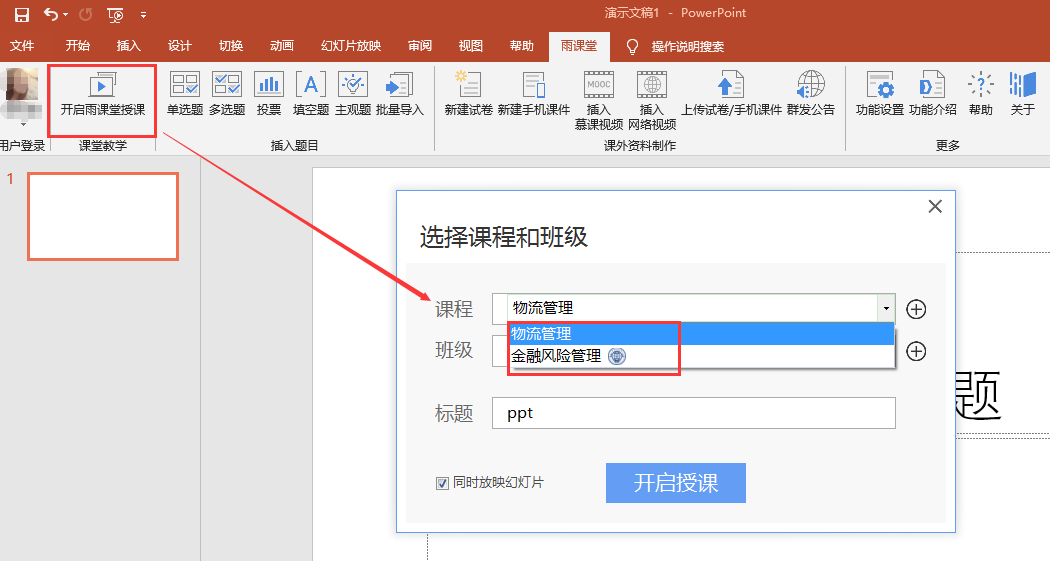 演示文稿1 - PowerPoint
文件 开始 插入 设计 切换 动画 幻灯片放映 审阅 视图 帮助 雨课堂 操作说明搜索
开启雨课堂授课 单选题 多选题 投票 填空题 主观题 批量导入 新建试卷 新建手机课件 插入 插入 上传试卷/手机课件 群发公告 功能设置 功能介绍 帮助 关于
慕课视频 网络视频
用户登录 课堂教学 插入题目 课外资料制作 更多
MOOC
1
选择课程和班级
课程 物流管理
物流管理
班级 金融风险管理
标题 ppt
题
同时放映幻灯片 开启授课